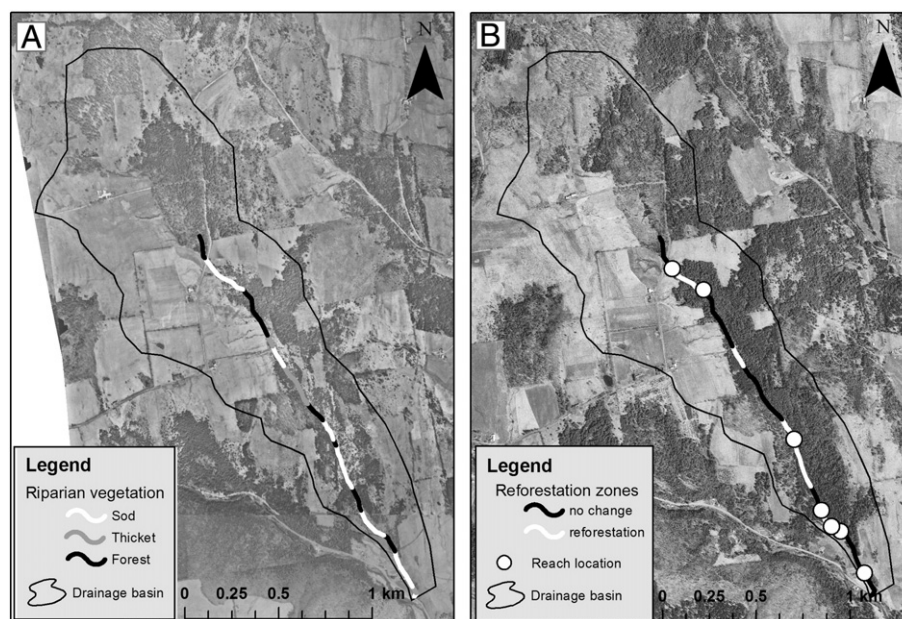 A
N
Legend
Riparian vegetation
Sod
Thicket
Forest
Drainage basin
0 0.25 0.5 1 km
B
N
Legend
Reforestation zones
no change
reforestation
Reach location
Drainage basin
0 0.25 0.5 1 km